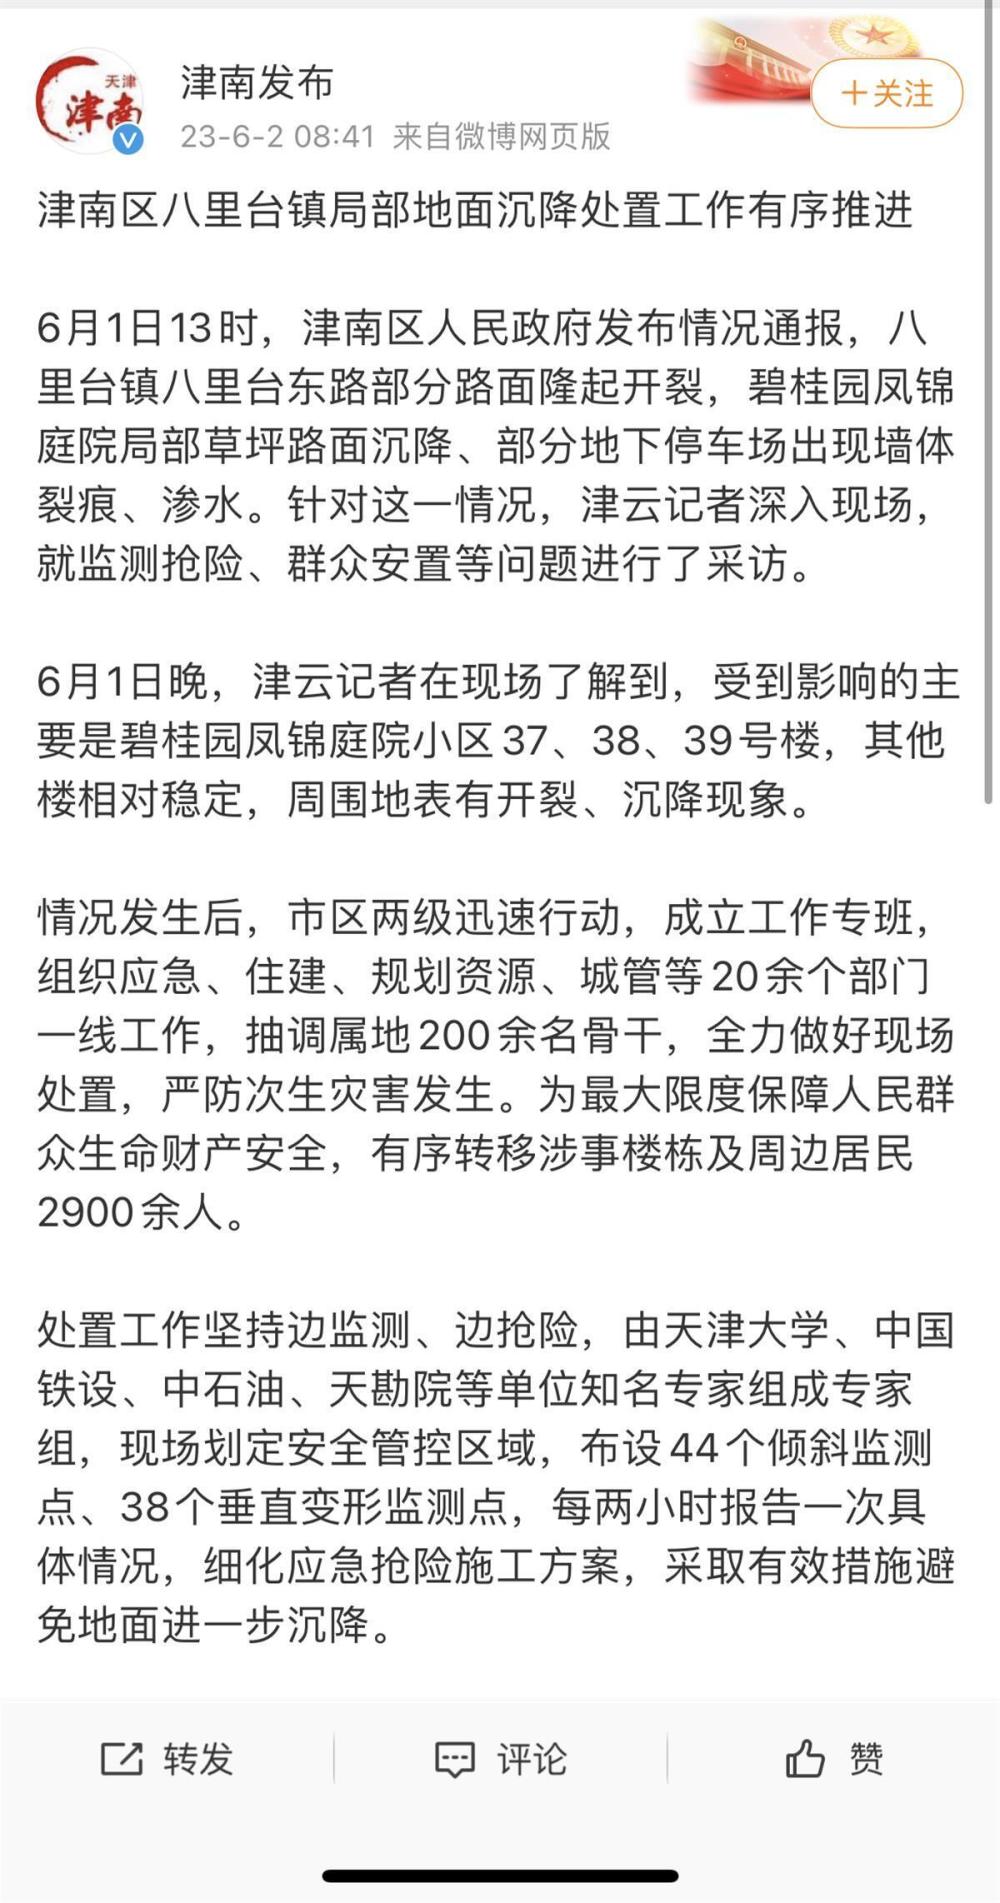 天津
津南
津南发布
+关注
23-6-2 08:41 来自微博网页版
津南区八里台镇局部地面沉降处置工作有序推进
6月1日13时，津南区人民政府发布情况通报，八
里台镇八里台东路部分路面隆起开裂，碧桂园凤锦
庭院局部草坪路面沉降、部分地下停车场出现墙体
裂痕、渗水。针对这一情况，津云记者深入现场，
就监测抢险、群众安置等问题进行了采访。
6月1日晚，津云记者在现场了解到，受到影响的主
要是碧桂园凤锦庭院小区37、38、39号楼，其他
楼相对稳定，周围地表有开裂、沉降现象。
情况发生后，市区两级迅速行动，成立工作专班，
组织应急、住建、规划资源、城管等20余个部门
一线工作，抽调属地200余名骨干，全力做好现场
处置，严防次生灾害发生。为最大限度保障人民群
众生命财产安全，有序转移涉事楼栋及周边居民
2900余人。
处置工作坚持边监测、边抢险，由天津大学、中国
铁设、中石油、天勘院等单位知名专家组成专家
组，现场划定安全管控区域，布设44个倾斜监测
点、38个垂直变形监测点，每两小时报告一次具
体情况，细化应急抢险施工方案，采取有效措施避
免地面进一步沉降。
转发 评论 赞